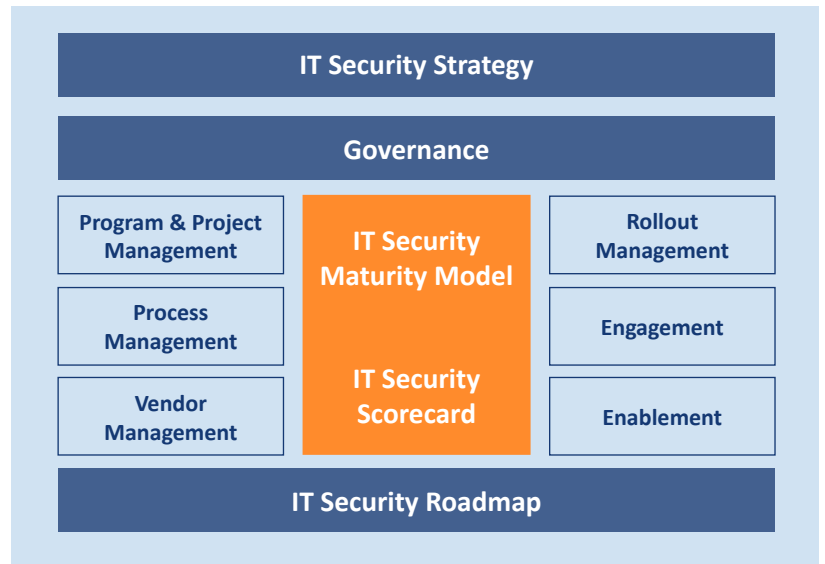 IT Security Strategy
Governance
Program & Project
Management
Process
Management
Vendor
Management
IT Security
Maturity Model
IT Security
Scorecard
Rollout
Management
Engagement
Enablement
IT Security Roadmap